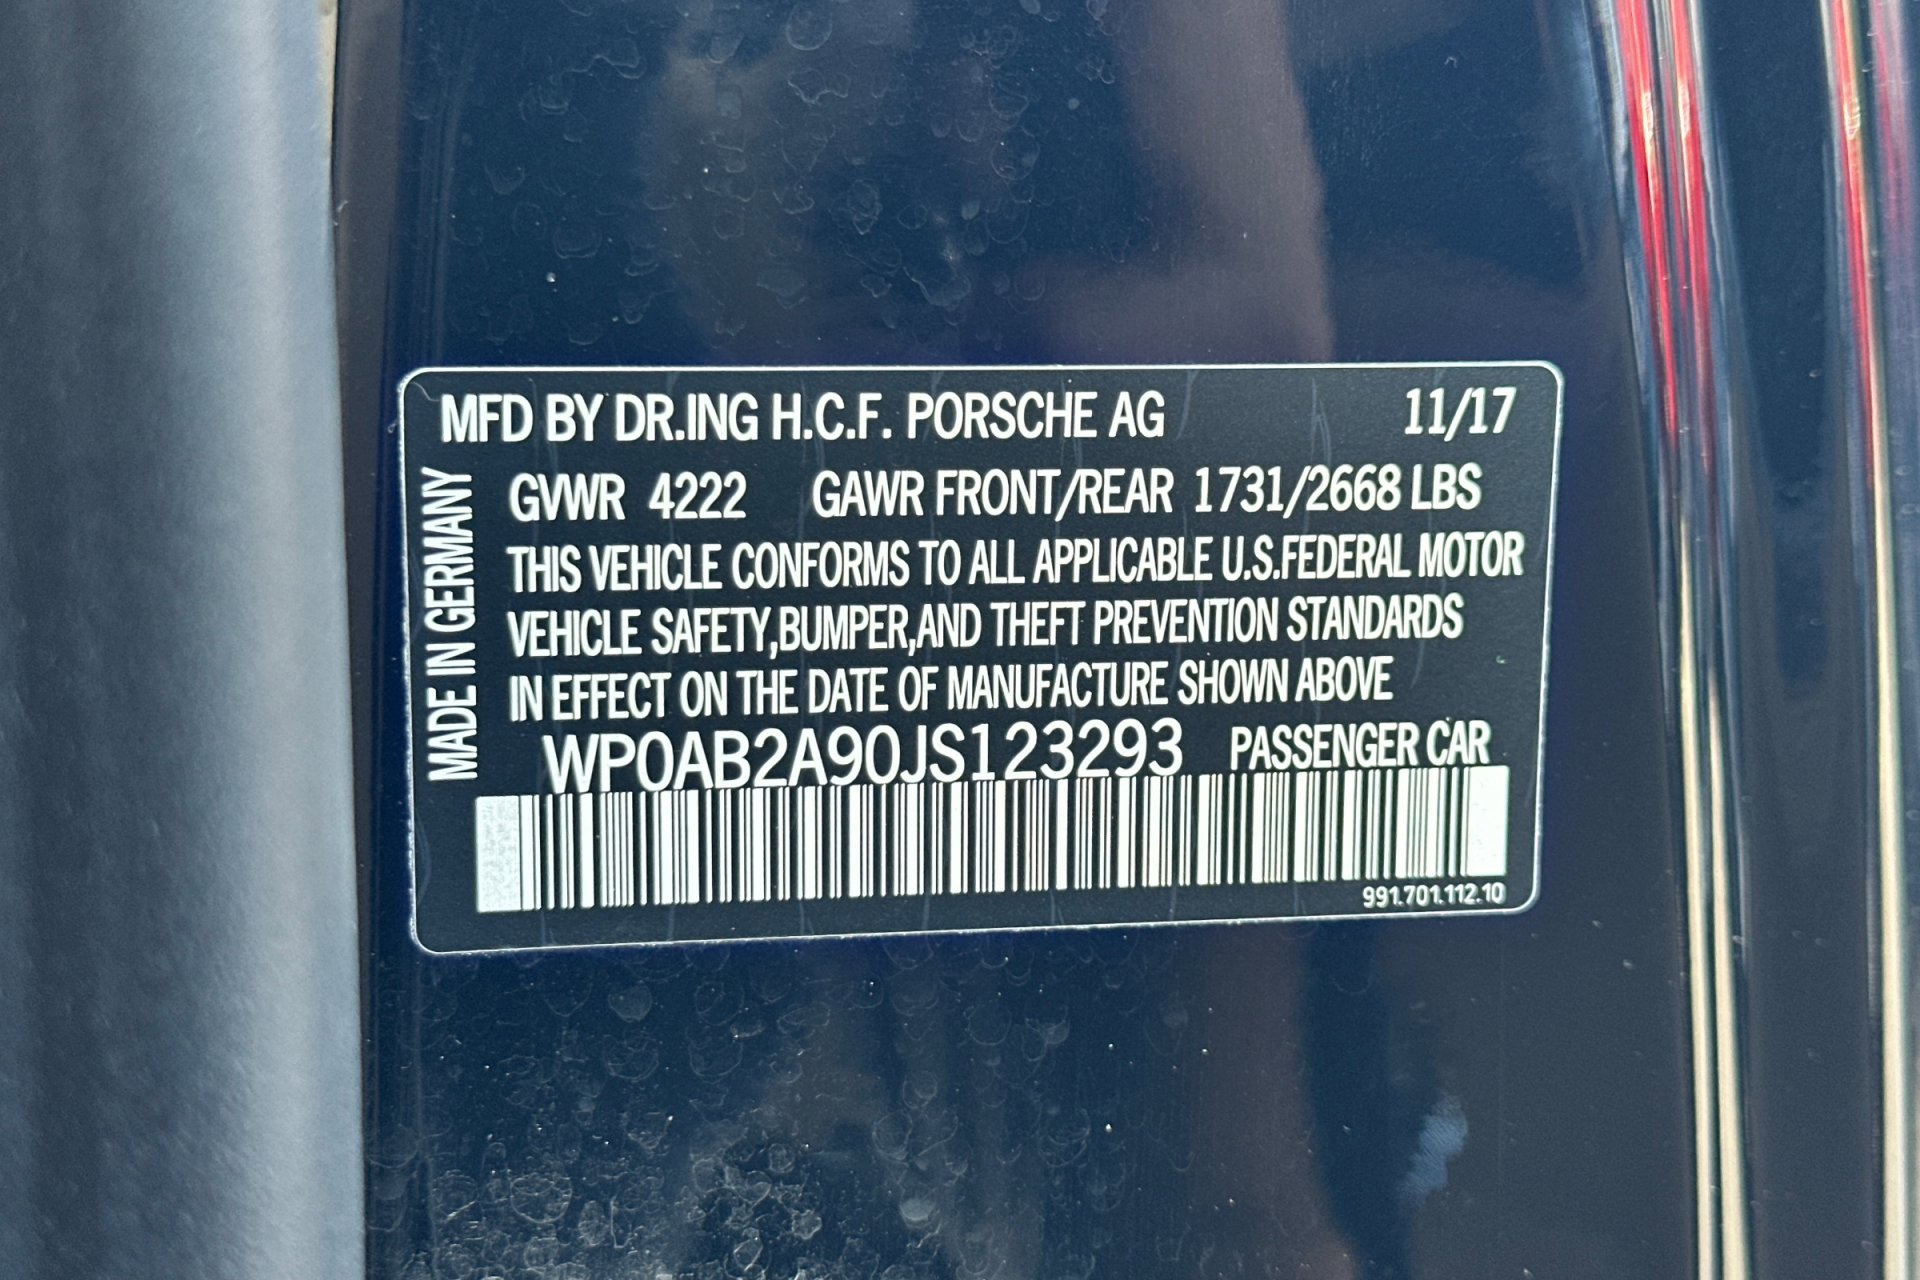 MFD BY DR.ING H.C.F. PORSCHE AG 11/17
GVWR 4222 GAWR FRONT/REAR 1731/2668 LBS
THIS VEHICLE CONFORMS TO ALL APPLICABLE U.S.FEDERAL MOTOR
VEHICLE SAFETY,BUMPER,AND THEFT PREVENTION STANDARDS
IN EFFECT ON THE DATE OF MANUFACTURE SHOWN ABOVE
WP0AB2A90JS123293 PASSENGER CAR
991.701.112.10
MADE IN GERMANY